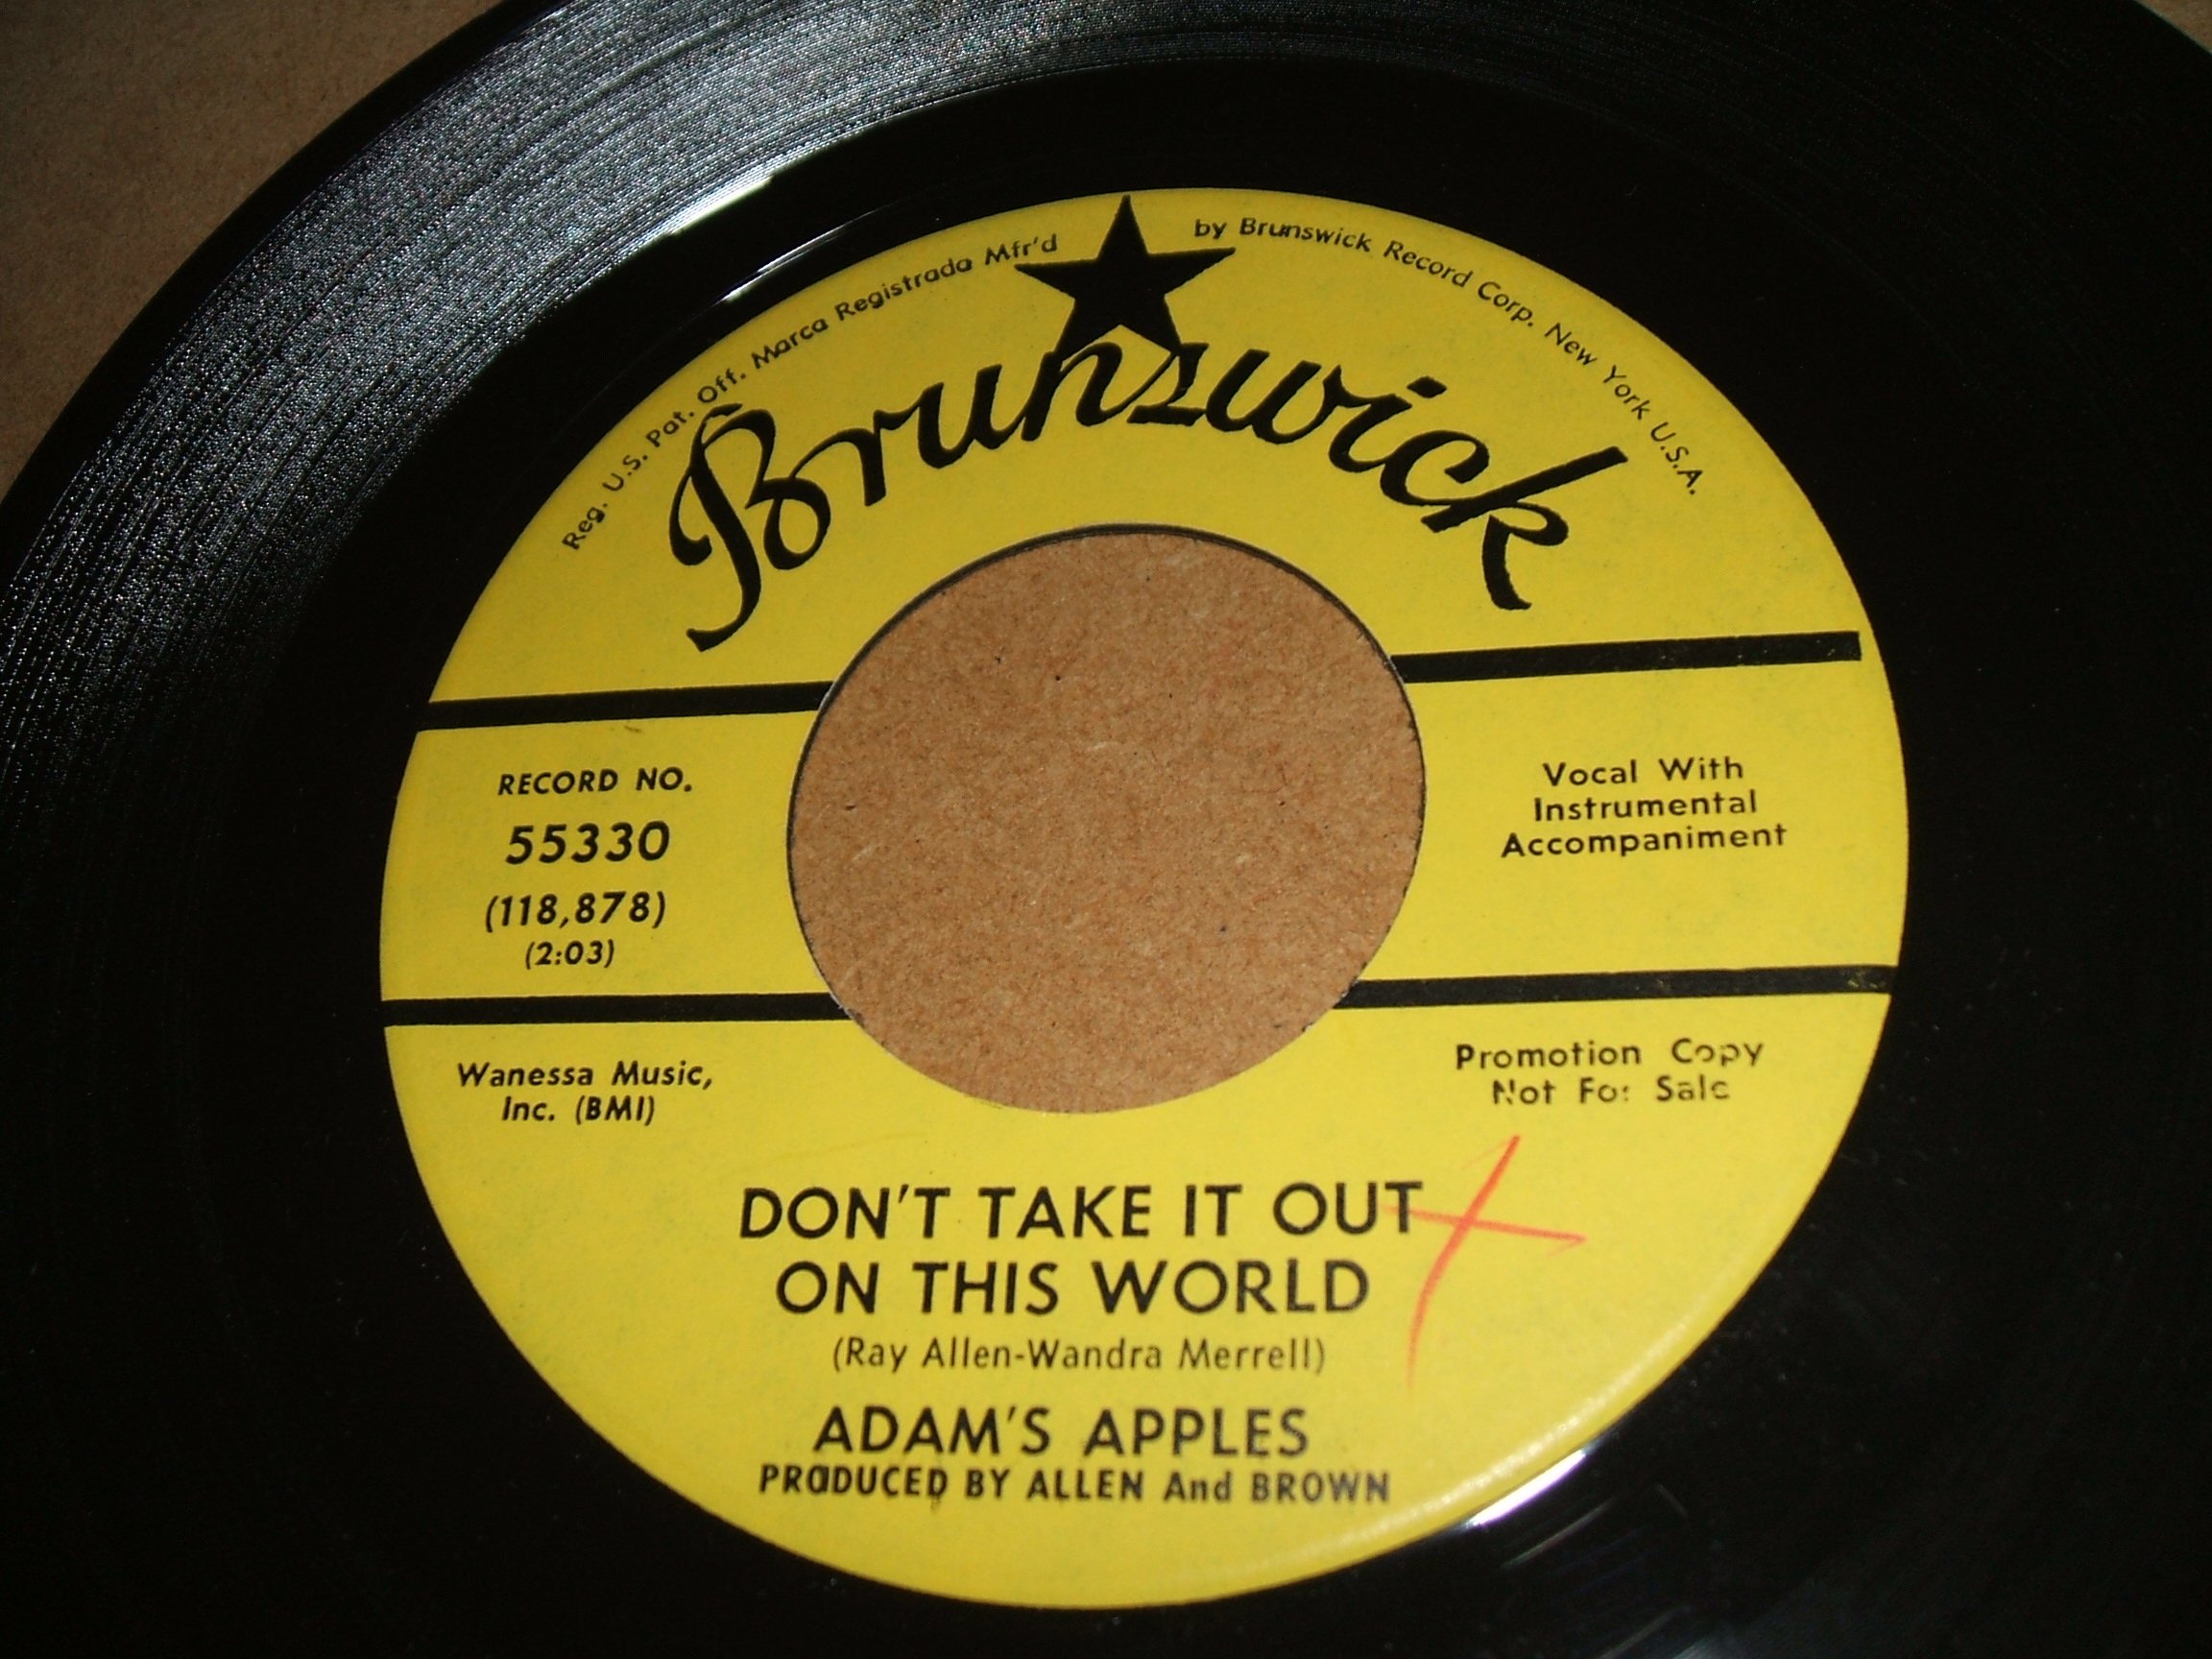 Reg. U.S. Pat. Off. Marca Registrada Mfr'd by Brunswick Record Corp. New York U.S.A.
Brunswick
RECORD NO.
55330
(118,878)
(2:03)
Vocal With
Instrumental
Accompaniment
Wanessa Music,
Inc. (BMI)
Promotion Copy
Not For Sale
DON'T TAKE IT OUT
ON THIS WORLD
(Ray Allen-Wandra Merrell)
ADAM'S APPLES
PRODUCED BY ALLEN And BROWN